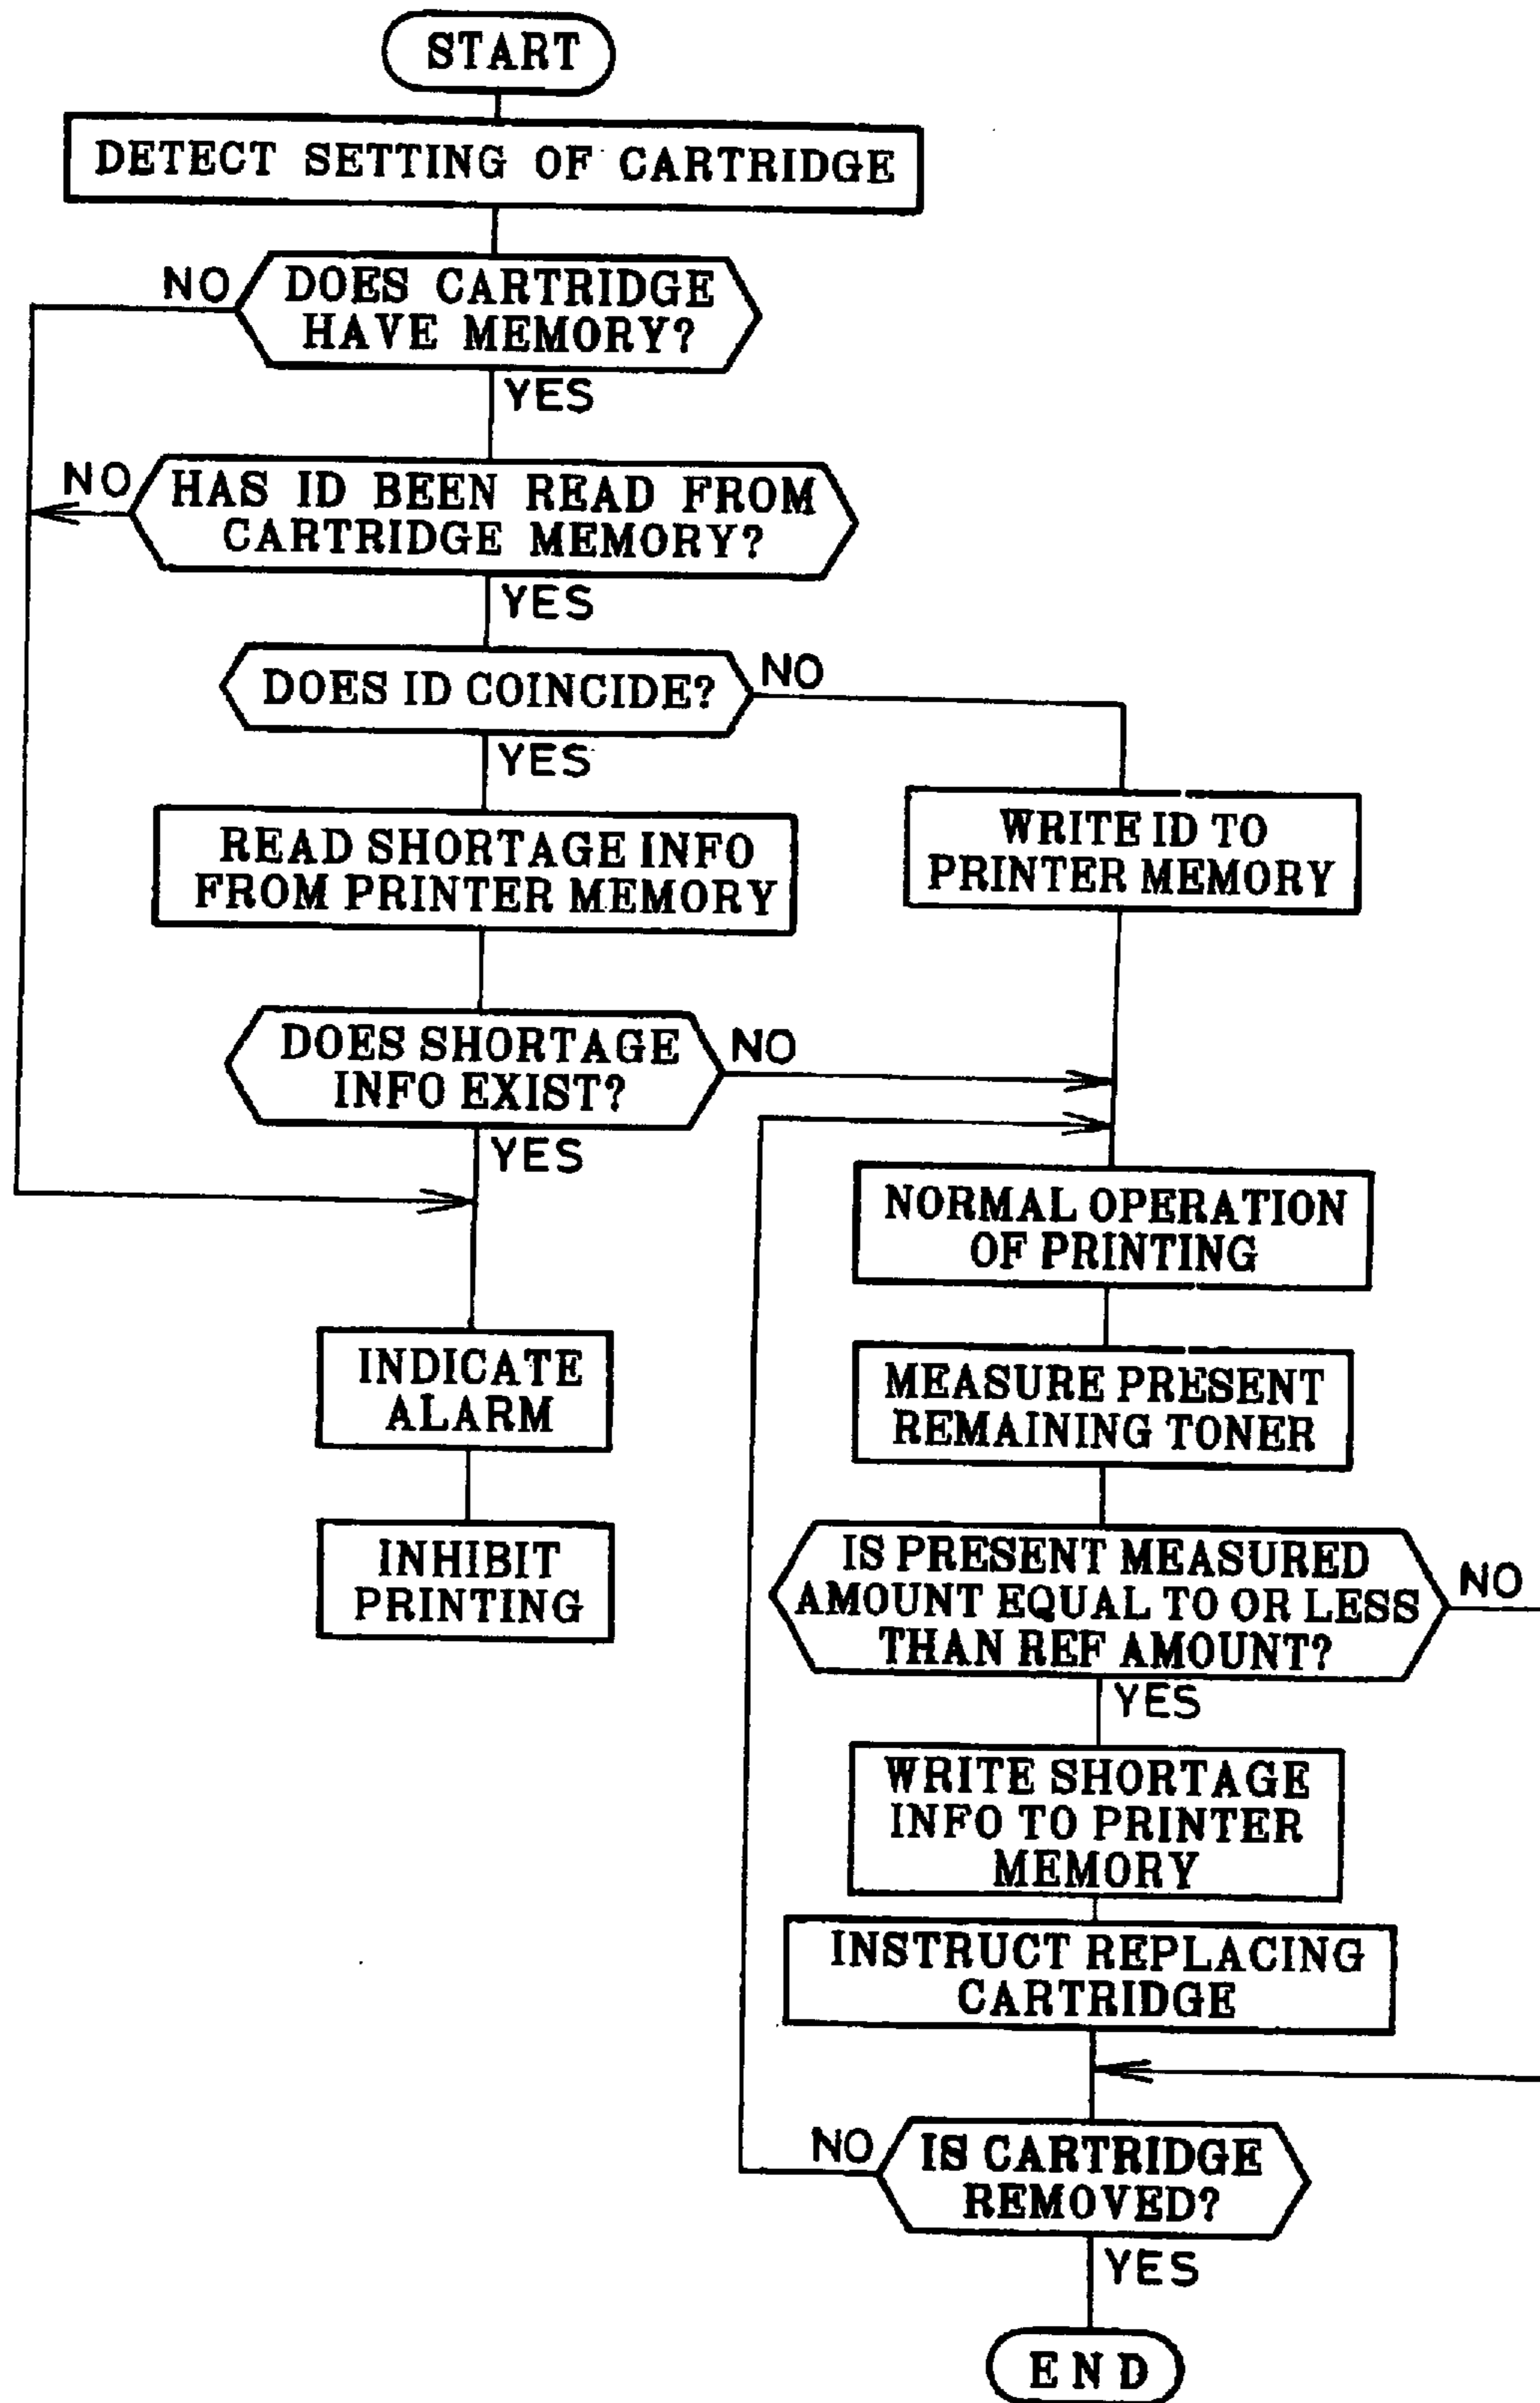 START
DETECT SETTING OF CARTRIDGE
NO
DOES CARTRIDGE
HAVE MEMORY?
YES
NO
HAS ID BEEN READ FROM
CARTRIDGE MEMORY?
YES
DOES ID COINCIDE?
NO
YES
READ SHORTAGE INFO
FROM PRINTER MEMORY
WRITE ID TO
PRINTER MEMORY
DOES SHORTAGE
INFO EXIST?
NO
YES
INDICATE
ALARM
INHIBIT
PRINTING
NORMAL OPERATION
OF PRINTING
MEASURE PRESENT
REMAINING TONER
IS PRESENT MEASURED
AMOUNT EQUAL TO OR LESS
THAN REF AMOUNT?
NO
YES
WRITE SHORTAGE
INFO TO PRINTER
MEMORY
INSTRUCT REPLACING
CARTRIDGE
NO
IS CARTRIDGE
REMOVED?
YES
END